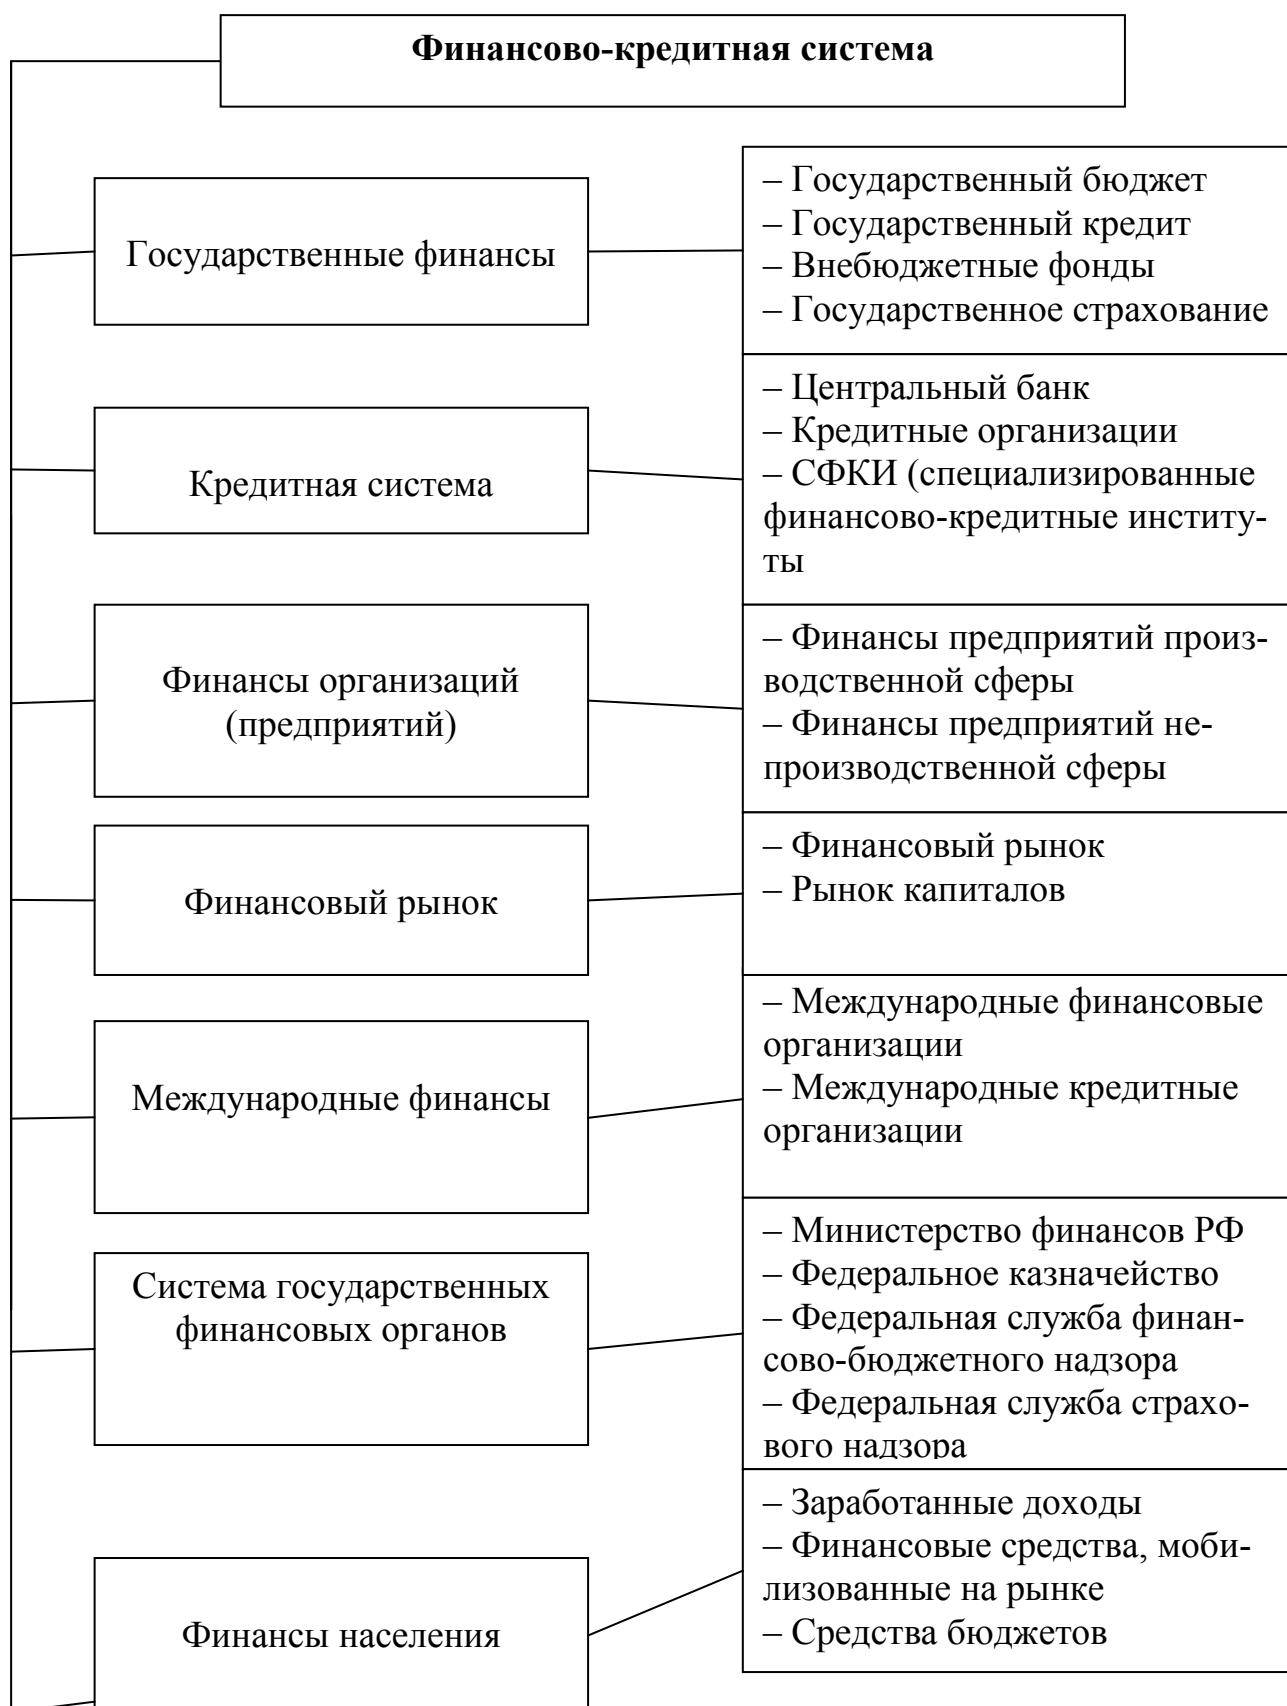 Финансово-кредитная система
Государственные финансы
– Государственный бюджет
– Государственный кредит
– Внебюджетные фонды
– Государственное страхование
Кредитная система
– Центральный банк
– Кредитные организации
– СФКИ (специализированные
финансово-кредитные институ-
ты
Финансы организаций
(предприятий)
– Финансы предприятий произ-
водственной сферы
– Финансы предприятий не-
производственной сферы
Финансовый рынок
– Финансовый рынок
– Рынок капиталов
Международные финансы
– Международные финансовые
организации
– Международные кредитные
организации
Система государственных
финансовых органов
– Министерство финансов РФ
– Федеральное казначейство
– Федеральная служба финан-
сово-бюджетного надзора
– Федеральная служба страхо-
вого надзора
Финансы населения
– Заработанные доходы
– Финансовые средства, моби-
лизованные на рынке
– Средства бюджетов